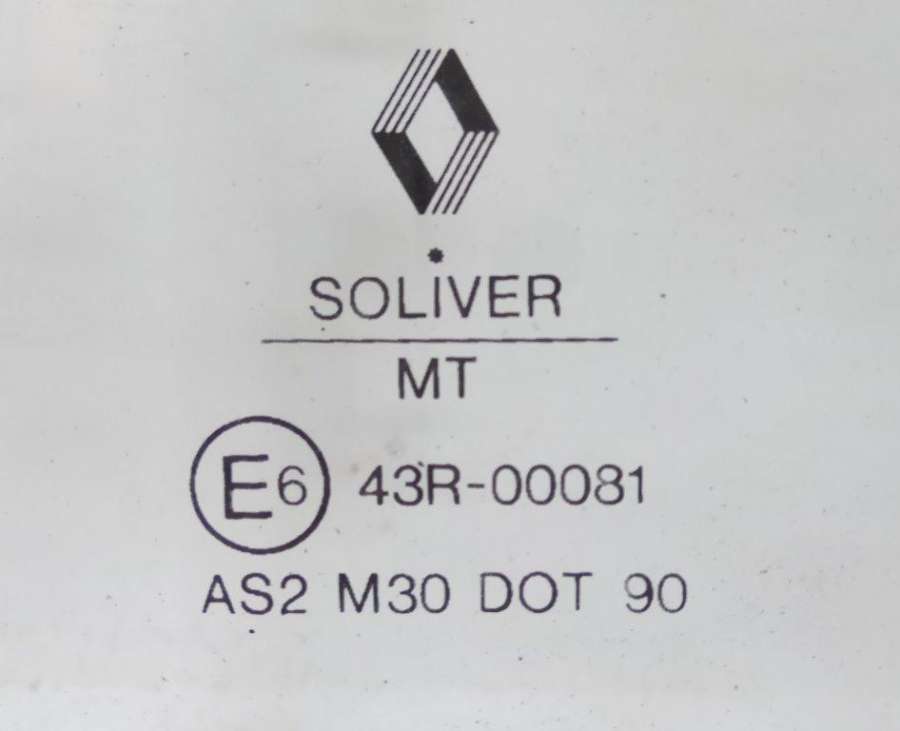 SOLIVER
MT
E6 43R-00081
AS2 M30 DOT 90